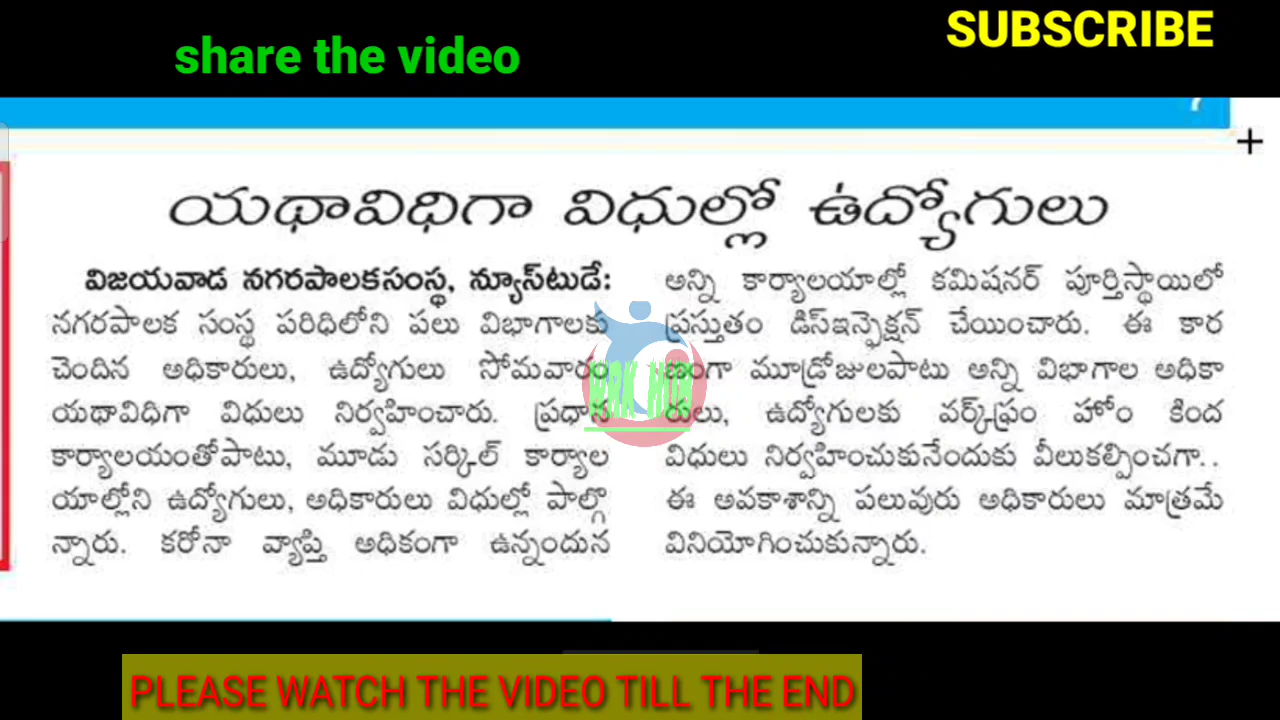 share the video
SUBSCRIBE
యథావిధిగా విధుల్లో ఉద్యోగులు
విజయవాడ నగరపాలకసంస్థ, న్యూస్‌టుడే:
నగరపాలక సంస్థ పరిధిలోని పలు విభాగాలకు
చెందిన అధికారులు, ఉద్యోగులు సోమవారం
యథావిధిగా విధులు నిర్వహించారు. ప్రధాన
కార్యాలయంతోపాటు, మూడు సర్కిల్ కార్యాల
యాల్లోని ఉద్యోగులు, అధికారులు విధుల్లో పాల్గొ
న్నారు. కరోనా వ్యాప్తి అధికంగా ఉన్నందున
అన్ని కార్యాలయాల్లో కమిషనర్ పూర్తిస్థాయిలో
ప్రస్తుతం డిస్‌ఇన్ఫెక్షన్ చేయించారు. ఈ కార
ణంగా మూడ్రోజులపాటు అన్ని విభాగాల అధికా
రులు, ఉద్యోగులకు వర్క్‌ఫ్రం హోం కింద
విధులు నిర్వహించుకునేందుకు వీలుకల్పించగా..
ఈ అవకాశాన్ని పలువురు అధికారులు మాత్రమే
వినియోగించుకున్నారు.
PLEASE WATCH THE VIDEO TILL THE END